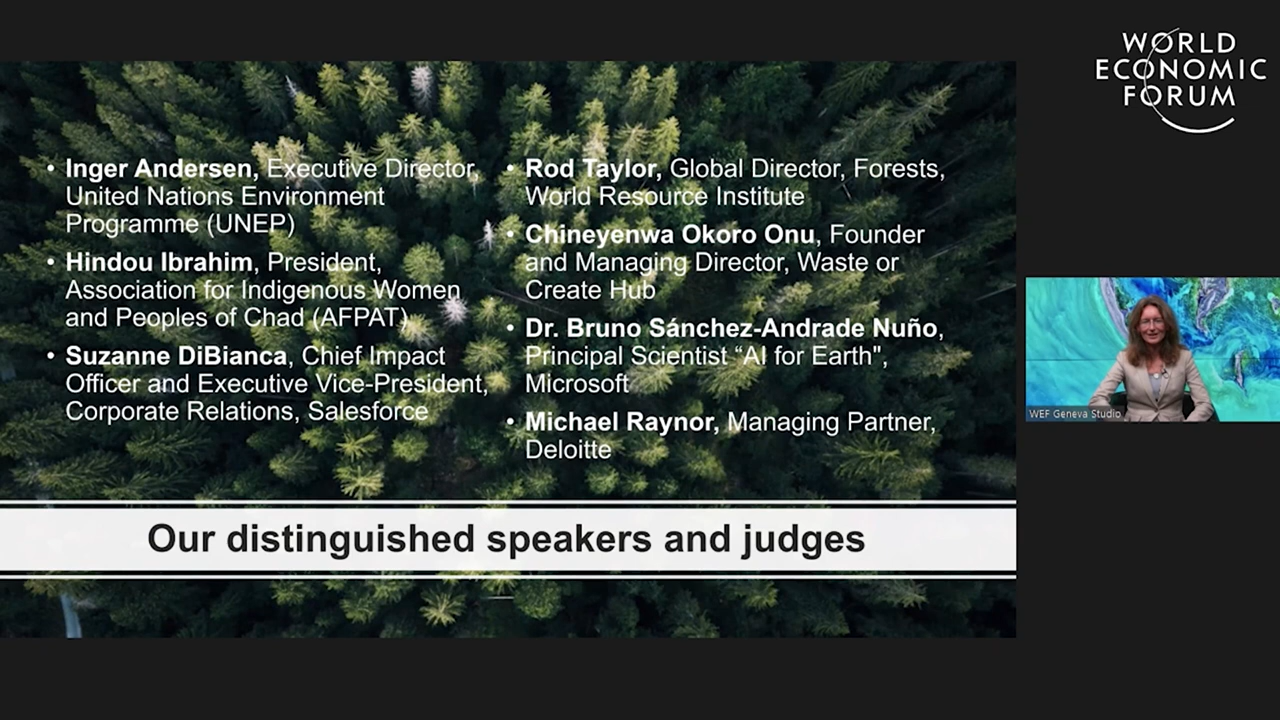 WORLD
ECONOMIC
FORUM
• Inger Andersen, Executive Director,
United Nations Environment
Programme (UNEP)
• Hindou Ibrahim, President,
Association for Indigenous Women
and Peoples of Chad (AFPAT)
• Suzanne DiBianca, Chief Impact
Officer and Executive Vice-President,
Corporate Relations, Salesforce
• Rod Taylor, Global Director, Forests,
World Resource Institute
• Chineyenwa Okoro Onu, Founder
and Managing Director, Waste or
Create Hub
• Dr. Bruno Sánchez-Andrade Nuño,
Principal Scientist “AI for Earth",
Microsoft
• Michael Raynor, Managing Partner,
Deloitte
Our distinguished speakers and judges
WEF Geneva Studio